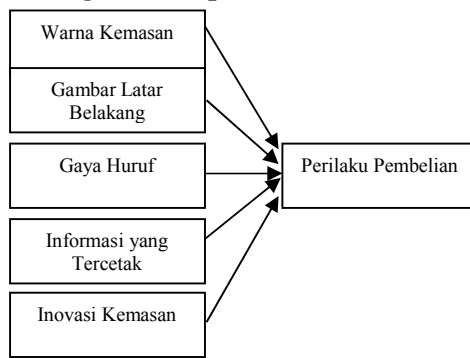 Warna Kemasan
Gambar Latar
Belakang
Gaya Huruf
Perilaku Pembelian
Informasi yang
Tercetak
Inovasi Kemasan